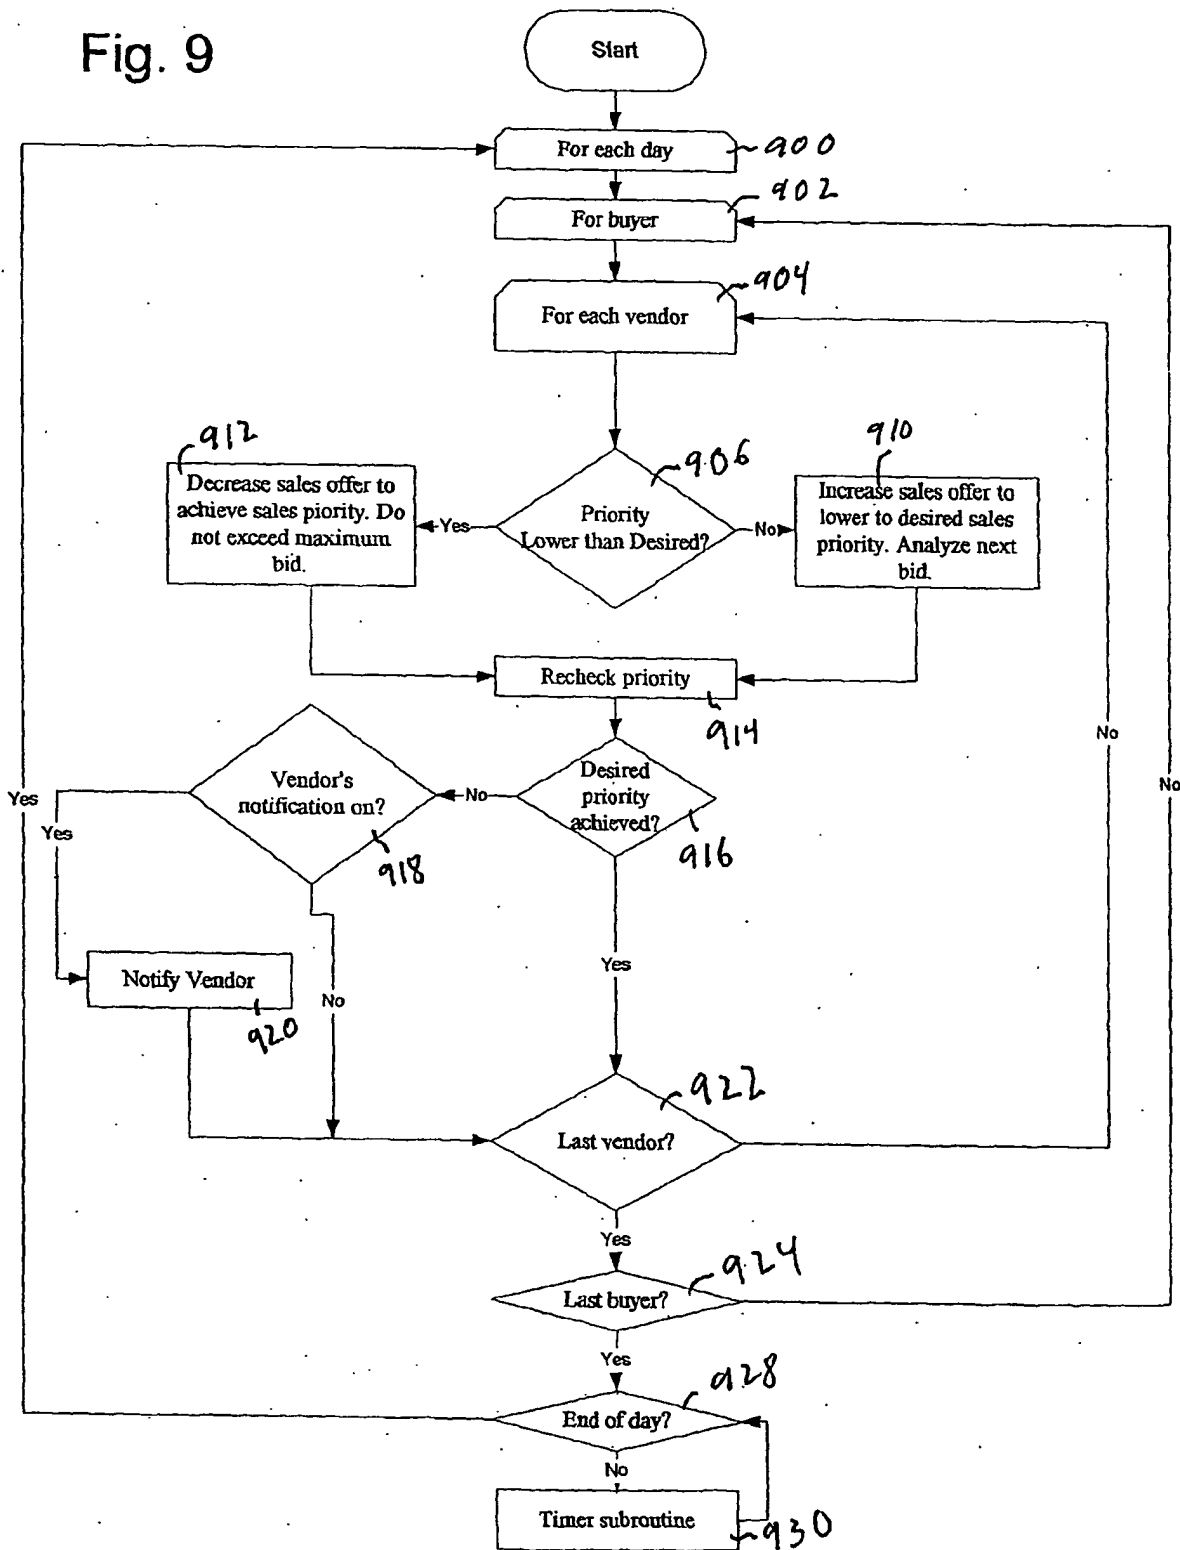 Fig. 9
Start
For each day
900
902
For buyer
904
For each vendor
912
910
906
Decrease sales offer to
achieve sales piority. Do
not exceed maximum
bid.
Yes
Priority
Lower than Desired?
No
Increase sales offer to
lower to desired sales
priority. Analyze next
bid.
Recheck priority
914
No
Vendor's
notification on?
918
No
Desired
priority
achieved?
916
No
Yes
Yes
Notify Vendor
920
No
Yes
922
Last vendor?
Yes
924
Last buyer?
Yes
928
End of day?
No
Timer subroutine
930